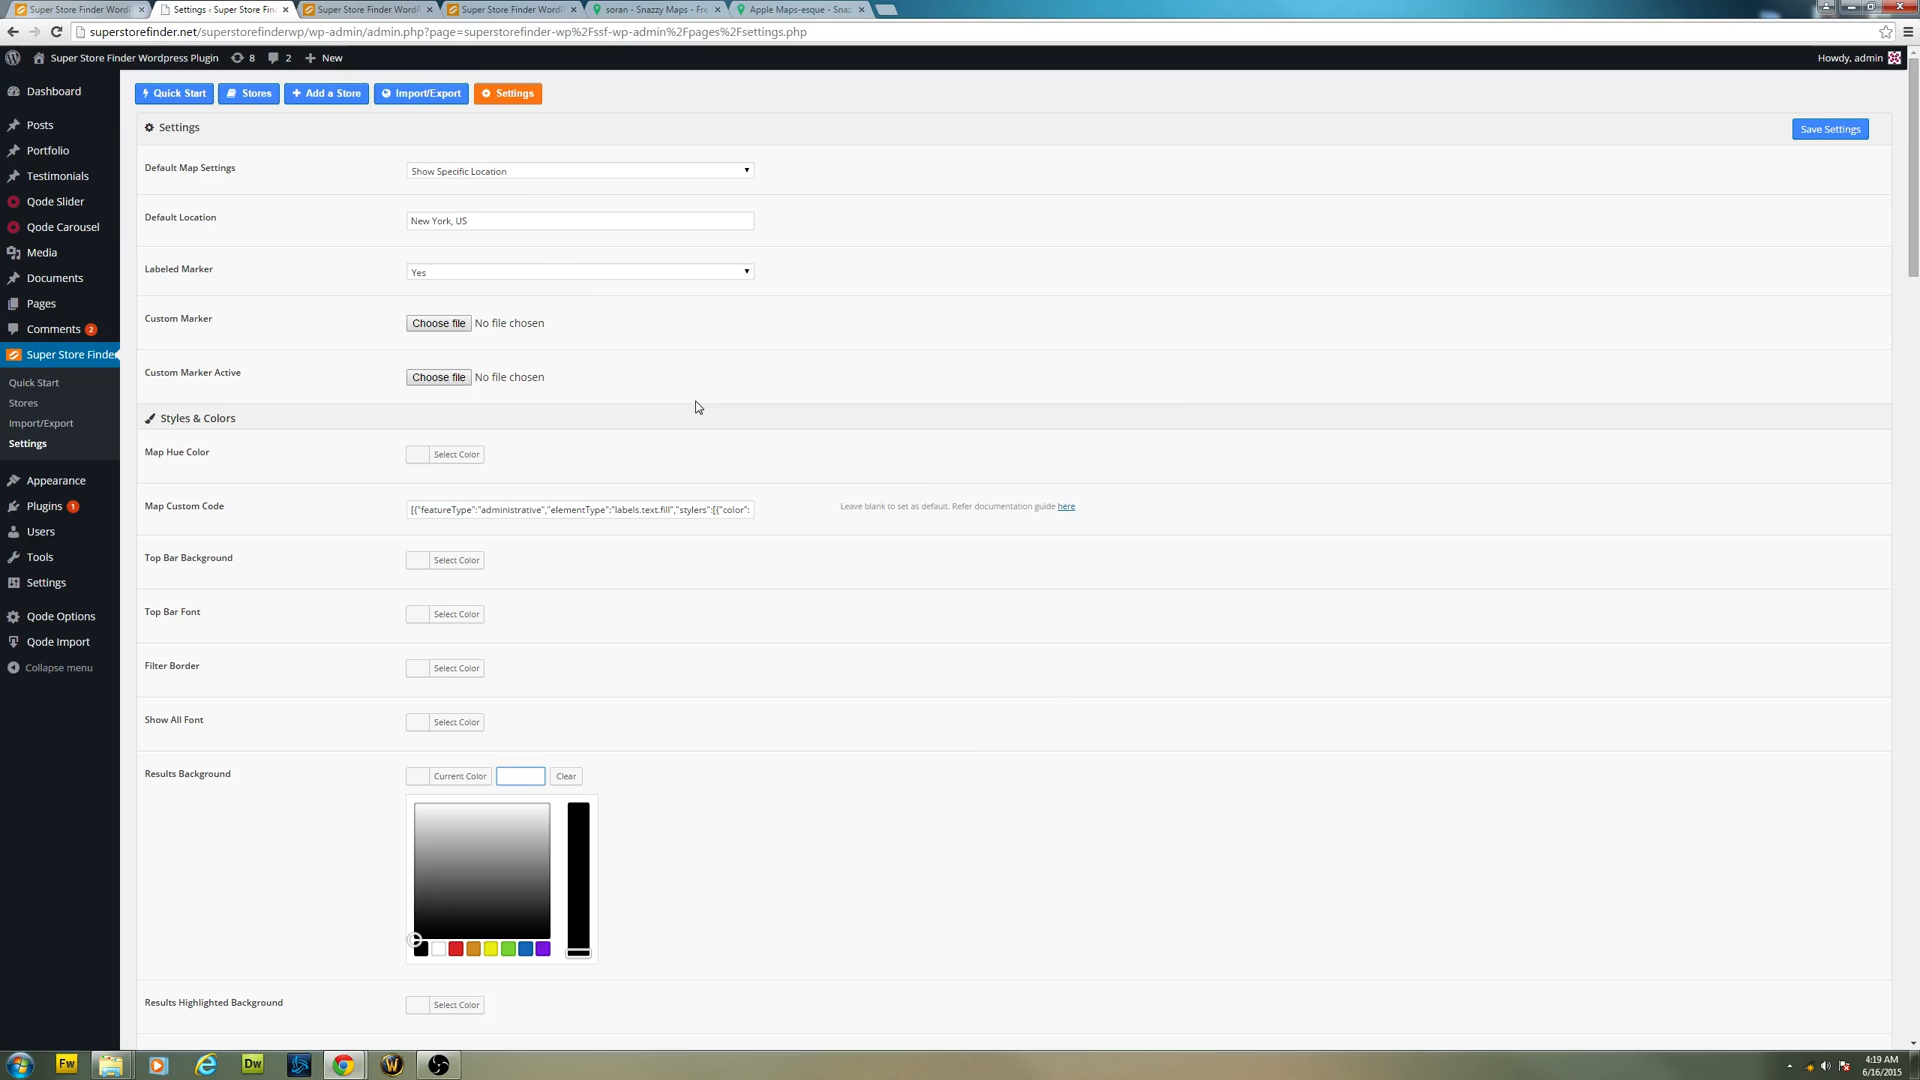 Super Store Finder WordPr
Settings ‹ Super Store Fin
Super Store Finder WordPr
Super Store Finder WordPr
soran - Snazzy Maps - Fre
Apple Maps-esque - Snaz
superstorefinder.net/superstorefinderwp/wp-admin/admin.php?page=superstorefinder-wp%2Fssf-wp-admin%2Fpages%2Fsettings.php
Super Store Finder Wordpress Plugin
8
2
New
Howdy, admin
Dashboard
Posts
Portfolio
Testimonials
Qode Slider
Qode Carousel
Media
Documents
Pages
Comments 2
Super Store Finder
Quick Start
Stores
Import/Export
Settings
Appearance
Plugins 1
Users
Tools
Settings
Qode Options
Qode Import
Collapse menu
Quick Start
Stores
Add a Store
Import/Export
Settings
Settings
Save Settings
Default Map Settings
Show Specific Location
Default Location
New York, US
Labeled Marker
Yes
Custom Marker
Choose file No file chosen
Custom Marker Active
Choose file No file chosen
Styles & Colors
Map Hue Color
Select Color
Map Custom Code
[{"featureType":"administrative","elementType":"labels.text.fill","stylers":[{"color":
Leave blank to set as default. Refer documentation guide here
Top Bar Background
Select Color
Top Bar Font
Select Color
Filter Border
Select Color
Show All Font
Select Color
Results Background
Current Color
Clear
Results Highlighted Background
Select Color
Fw
Dw
4:19 AM
6/16/2015